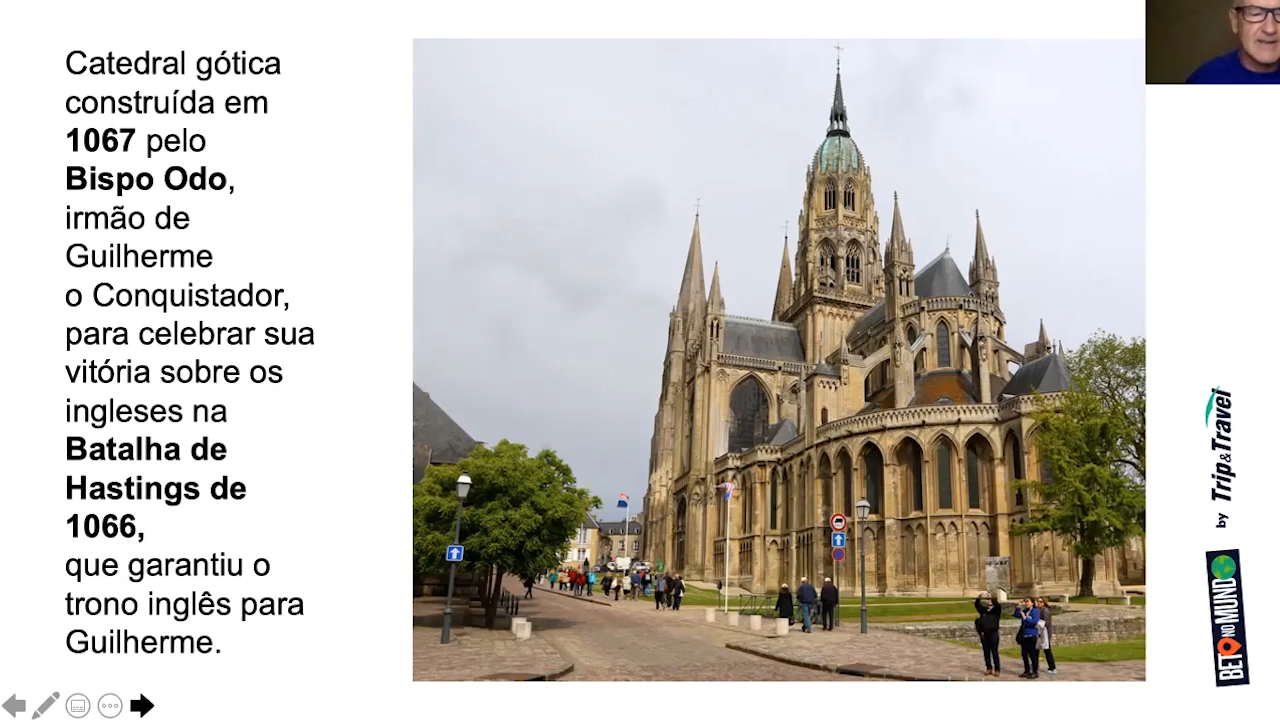 Catedral gótica
construída em
1067 pelo
Bispo Odo,
irmão de
Guilherme
o Conquistador,
para celebrar sua
vitória sobre os
ingleses na
Batalha de
Hastings de
1066,
que garantiu o
trono inglês para
Guilherme.
by Trip&Travel
BETO NO MUNDO